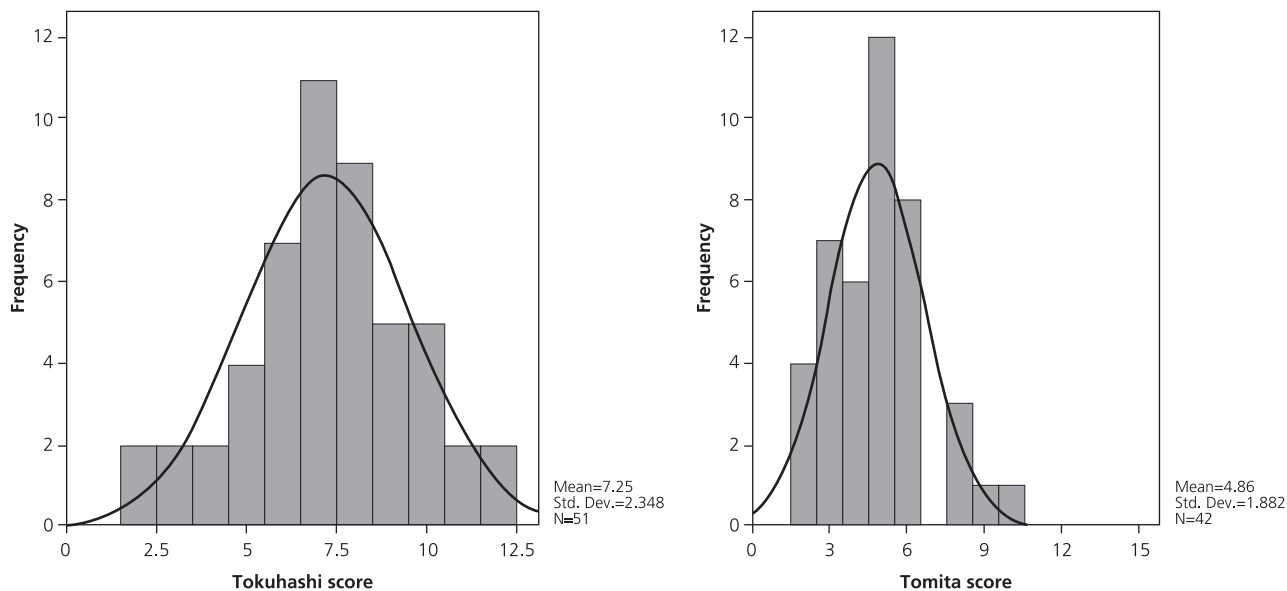 12
10
8
6
4
2
0
Frequency
0 2.5 5 7.5 10 12.5
Tokuhashi score
Mean=7.25
Std. Dev.=2.348
N=51
12
10
8
6
4
2
0
Frequency
0 3 6 9 12 15
Tomita score
Mean=4.86
Std. Dev.=1.882
N=42